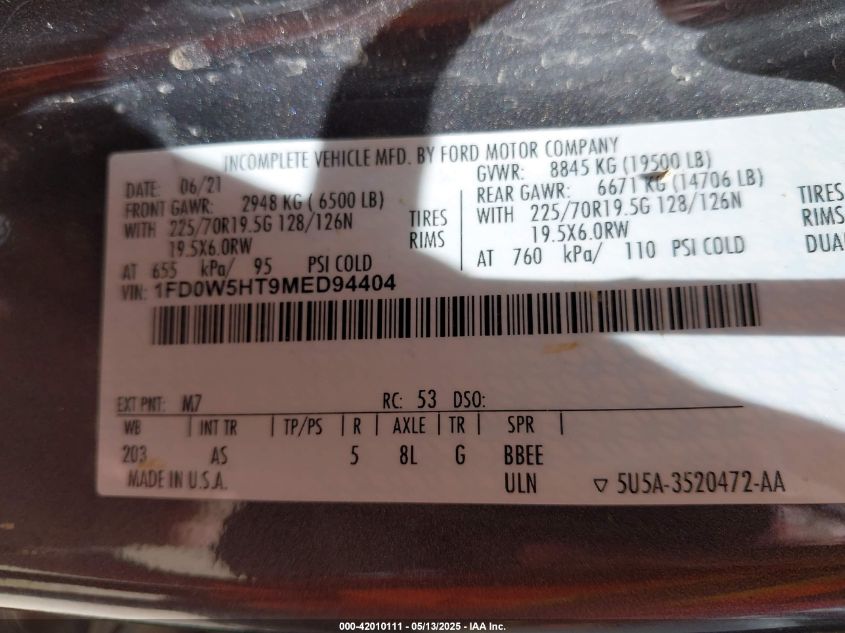 INCOMPLETE VEHICLE MFD. BY FORD MOTOR COMPANY
DATE: 06/21
FRONT GAWR: 2948 KG ( 6500 LB)
WITH 225/70R19.5G 128/126N TIRES
19.5X6.0RW RIMS
AT 655 kPa/ 95 PSI COLD
GVWR: 8845 KG (19500 LB)
REAR GAWR: 6671 KG (14706 LB)
WITH 225/70R19.5G 128/126N TIRES
19.5X6.0RW RIMS
AT 760 kPa/ 110 PSI COLD DUAL
VIN: 1FD0W5HT9MED94404
EXT PNT: M7 RC: 53 DSO:
WB | INT TR | TP/PS | R | AXLE | TR | SPR |
203 AS 5 8L G BBEE
MADE IN U.S.A. ULN ▽ 5U5A-3520472-AA
000-42010111 - 05/13/2025 - IAA Inc.